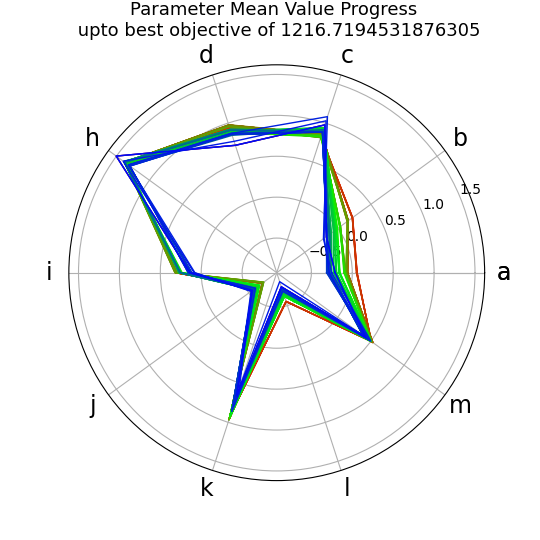 Parameter Mean Value Progress
upto best objective of 1216.7194531876305
d
c
h
b
1.5
1.0
0.5
0.0
i
a
j
m
k
l